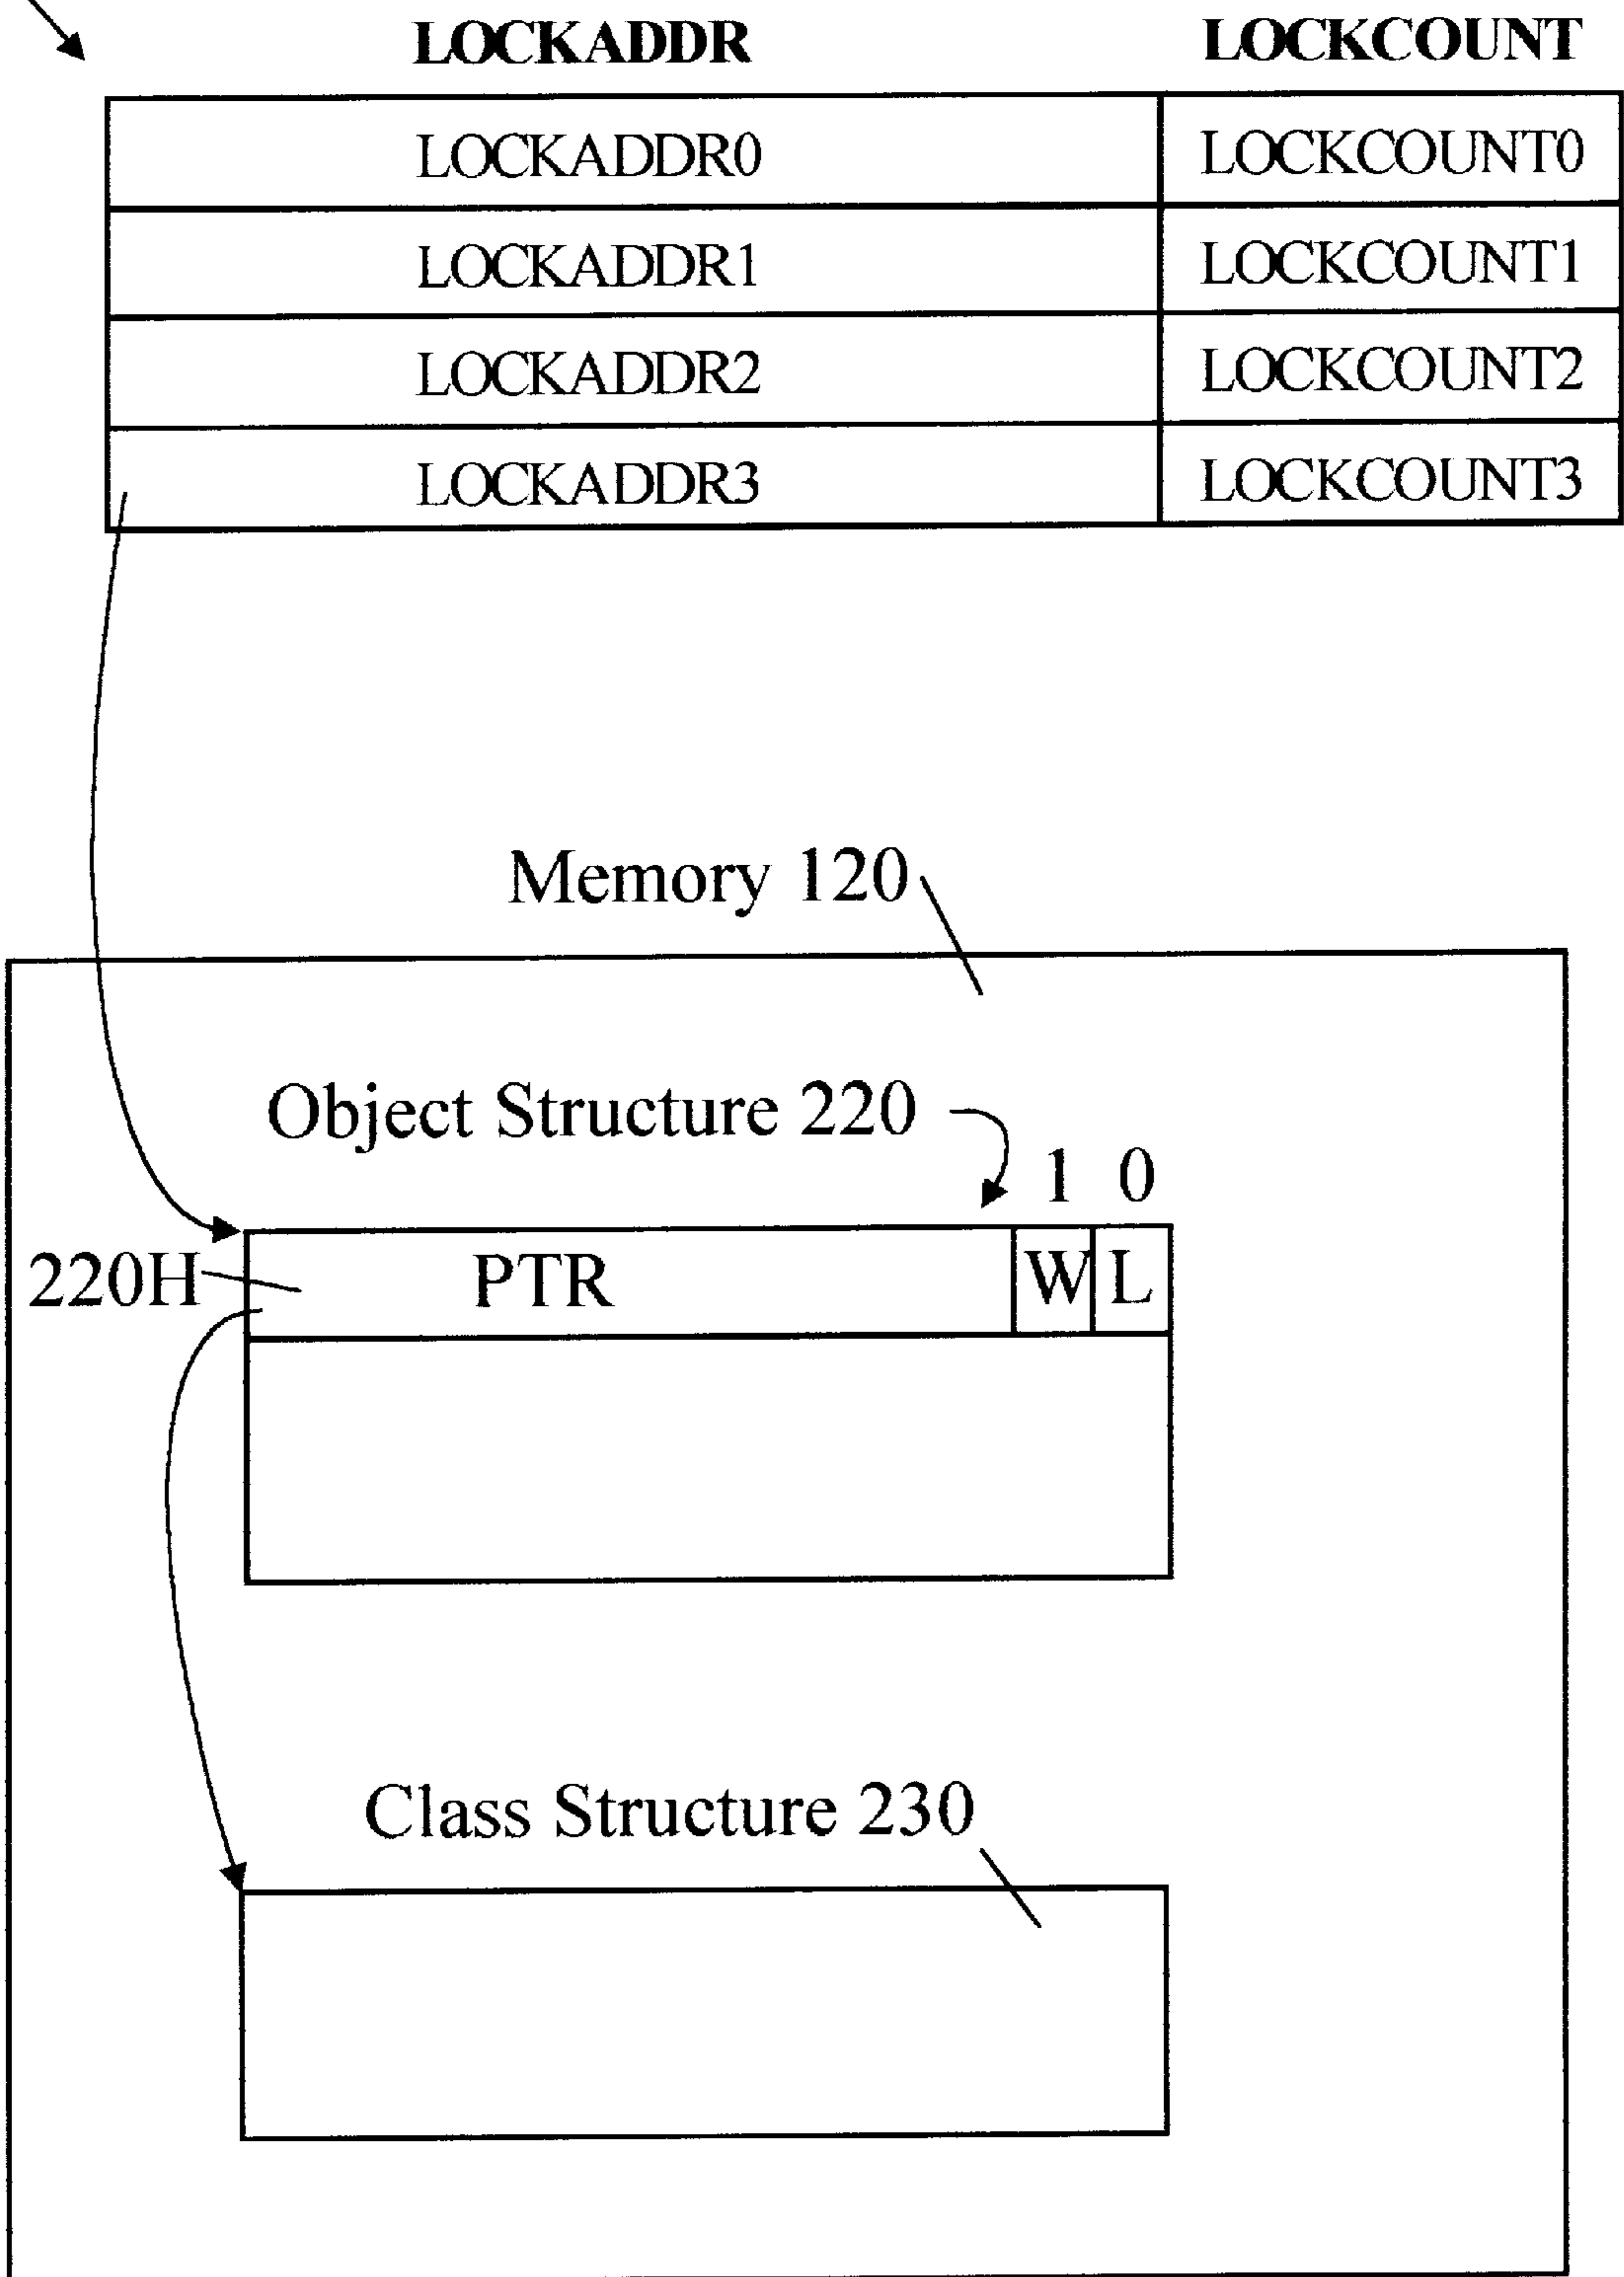 LOCKADDR LOCKCOUNT
LOCKADDR0 LOCKCOUNT0
LOCKADDR1 LOCKCOUNT1
LOCKADDR2 LOCKCOUNT2
LOCKADDR3 LOCKCOUNT3
Memory 120
Object Structure 220
1 0
220H PTR W L
Class Structure 230